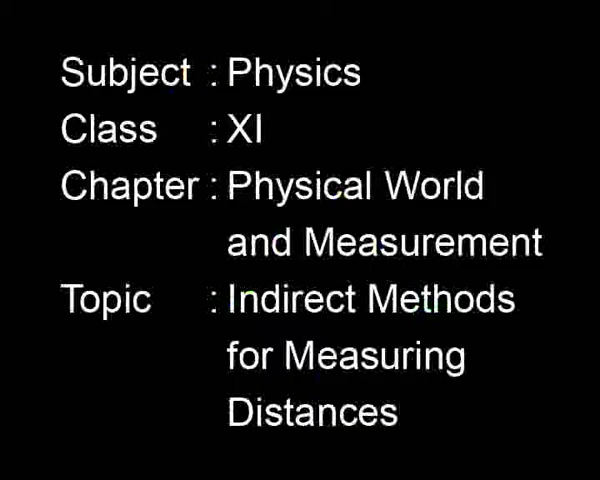 Subject : Physics
Class : XI
Chapter : Physical World
and Measurement
Topic : Indirect Methods
for Measuring
Distances